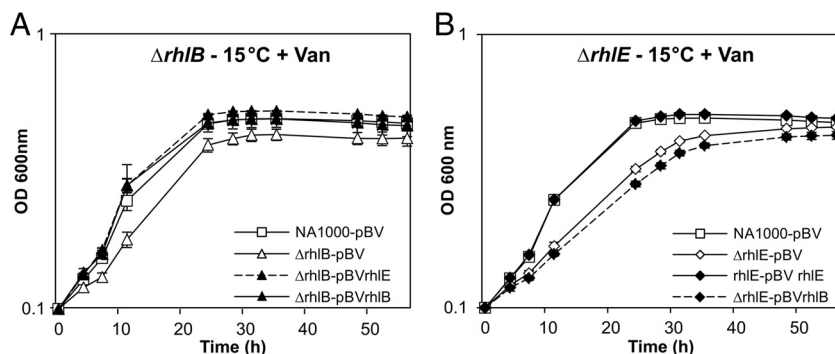 A
ΔrhlB - 15°C + Van
1
OD 600nm
0.1
NA1000-pBV
ΔrhlB-pBV
ΔrhlB-pBVrhlE
ΔrhlB-pBVrhlB
0 10 20 30 40 50
Time (h)
B
ΔrhlE - 15°C + Van
1
OD 600 nm
0.1
NA1000-pBV
ΔrhlE-pBV
rhlE-pBV rhlE
ΔrhlE-pBVrhlB
0 10 20 30 40 50
Time (h)